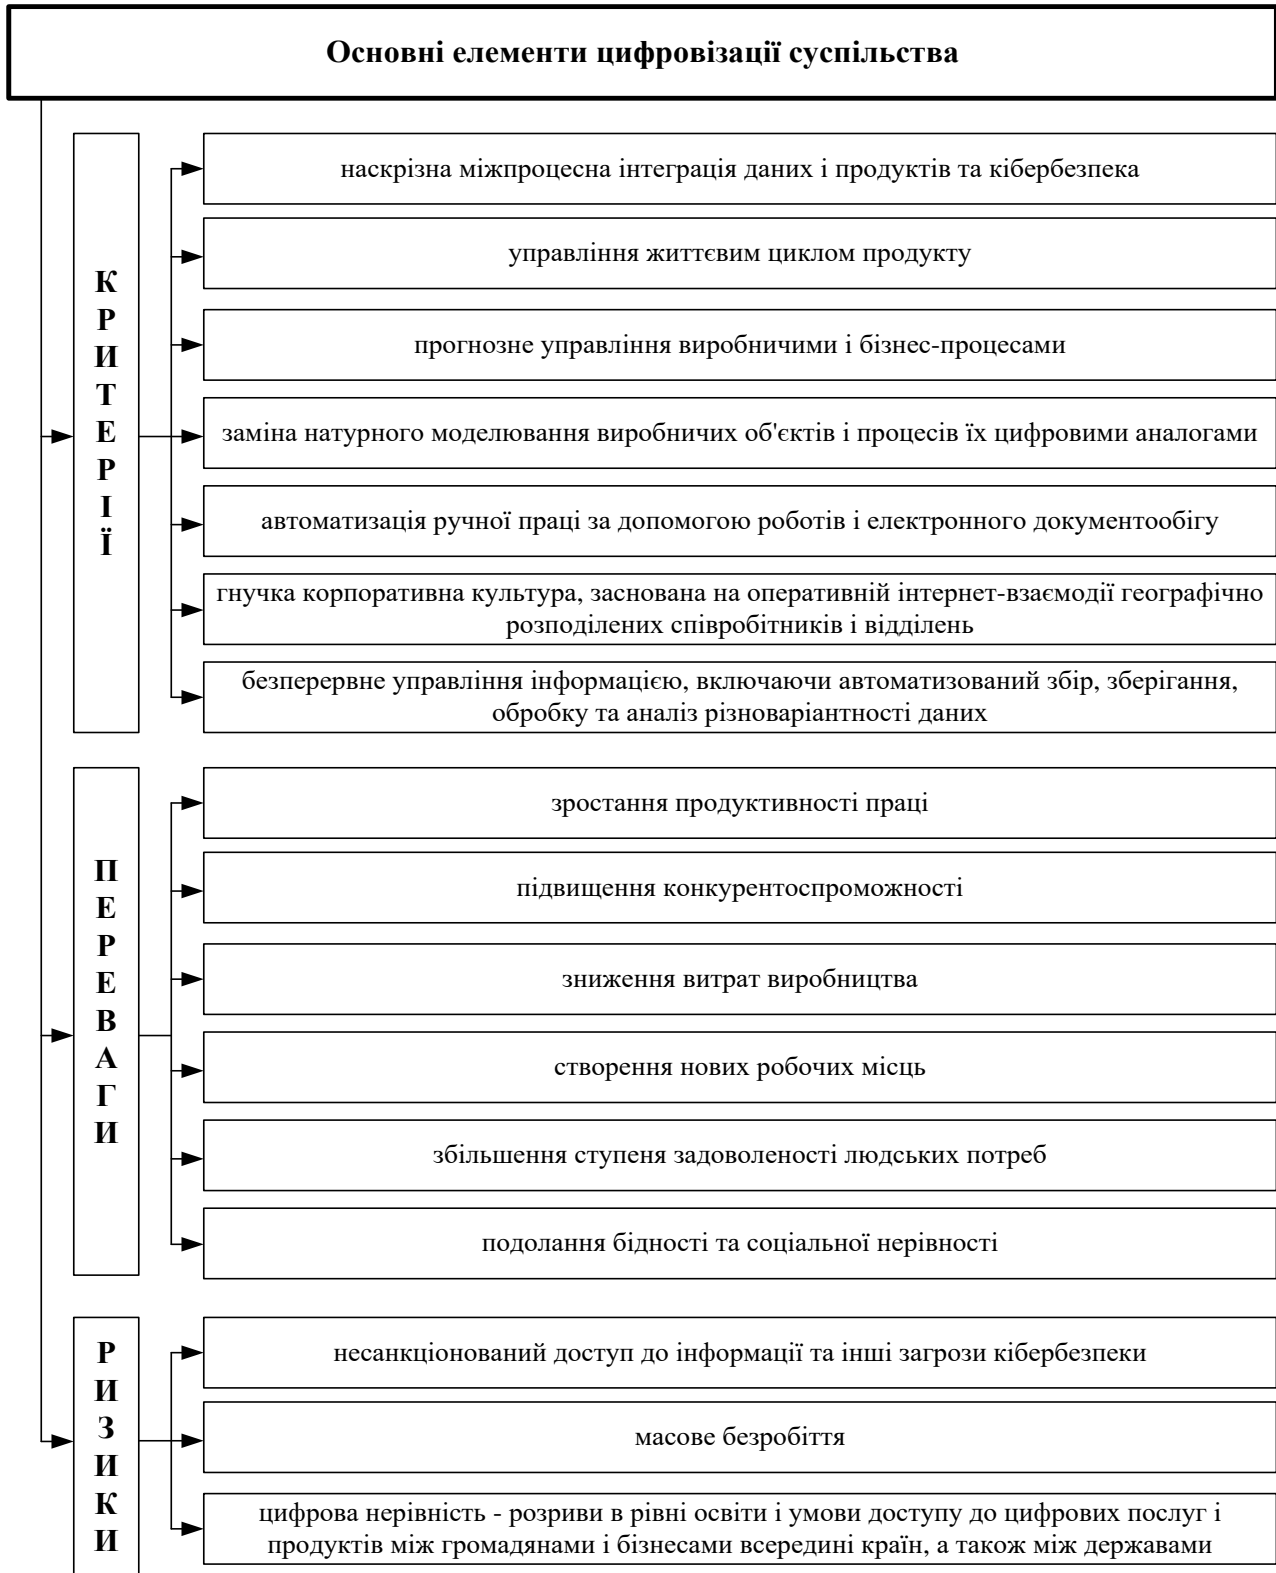 Основні елементи цифровізації суспільства
КРИТЕРІЇ
наскрізна міжпроцесна інтеграція даних і продуктів та кібербезпека
управління життєвим циклом продукту
прогнозне управління виробничими і бізнес-процесами
заміна натурного моделювання виробничих об'єктів і процесів їх цифровими аналогами
автоматизація ручної праці за допомогою роботів і електронного документообігу
гнучка корпоративна культура, заснована на оперативній інтернет-взаємодії географічно
розподілених співробітників і відділень
безперервне управління інформацією, включаючи автоматизований збір, зберігання,
обробку та аналіз різноваріантності даних
ПЕРЕВАГИ
зростання продуктивності праці
підвищення конкурентоспроможності
зниження витрат виробництва
створення нових робочих місць
збільшення ступеня задоволеності людських потреб
подолання бідності та соціальної нерівності
РИЗИКИ
несанкціонований доступ до інформації та інші загрози кібербезпеки
масове безробіття
цифрова нерівність - розриви в рівні освіти і умови доступу до цифрових послуг і
продуктів між громадянами і бізнесами всередині країн, а також між державами